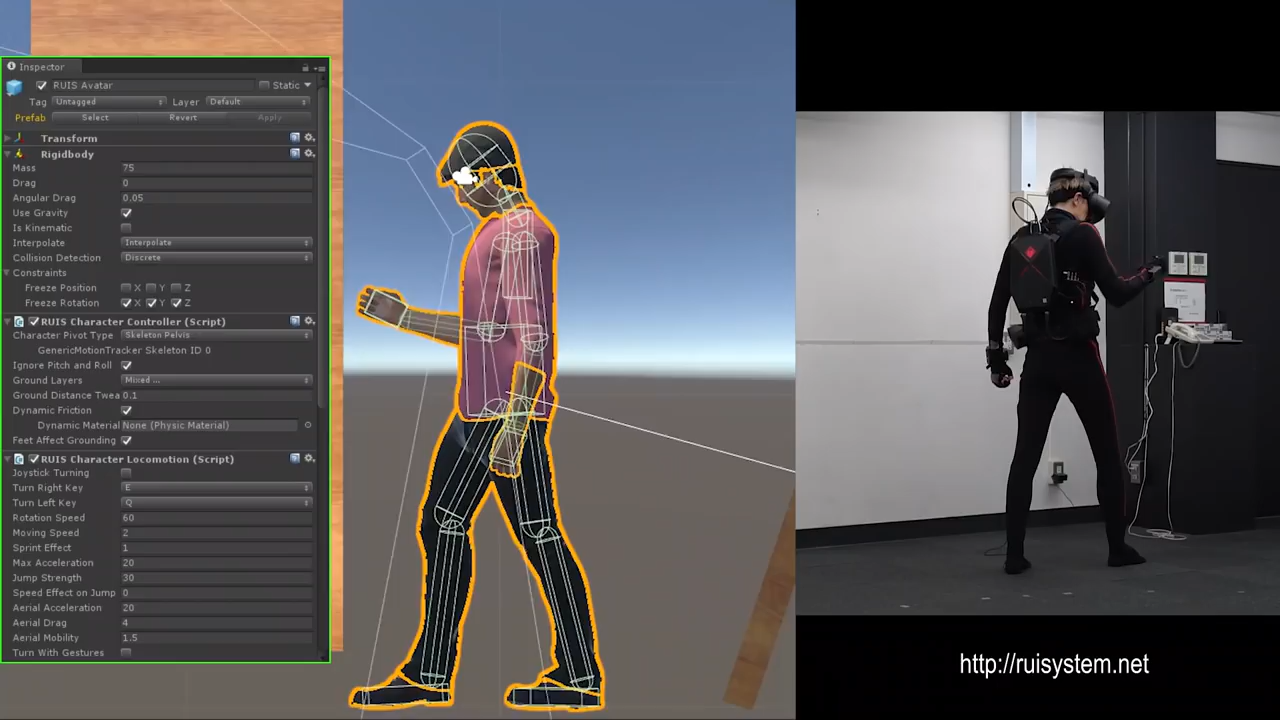 Inspector
RUIS Avatar Static
Tag Untagged Layer Default
Prefab Select Revert Apply
Transform
Rigidbody
Mass 75
Drag 0
Angular Drag 0.05
Use Gravity
Is Kinematic
Interpolate Interpolate
Collision Detection Discrete
Constraints
Freeze Position X Y Z
Freeze Rotation X Y Z
RUIS Character Controller (Script)
Character Pivot Type Skeleton Pelvis
GenericMotionTracker Skeleton ID 0
Ignore Pitch and Roll
Ground Layers Mixed ...
Ground Distance Twea 0.1
Dynamic Friction
Dynamic Material None (Physic Material)
Feet Affect Grounding
RUIS Character Locomotion (Script)
Joystick Turning
Turn Right Key E
Turn Left Key Q
Rotation Speed 60
Moving Speed 2
Sprint Effect 1
Max Acceleration 20
Jump Strength 30
Speed Effect on Jump 0
Aerial Acceleration 20
Aerial Drag 4
Aerial Mobility 1.5
Turn With Gestures
http://ruisystem.net